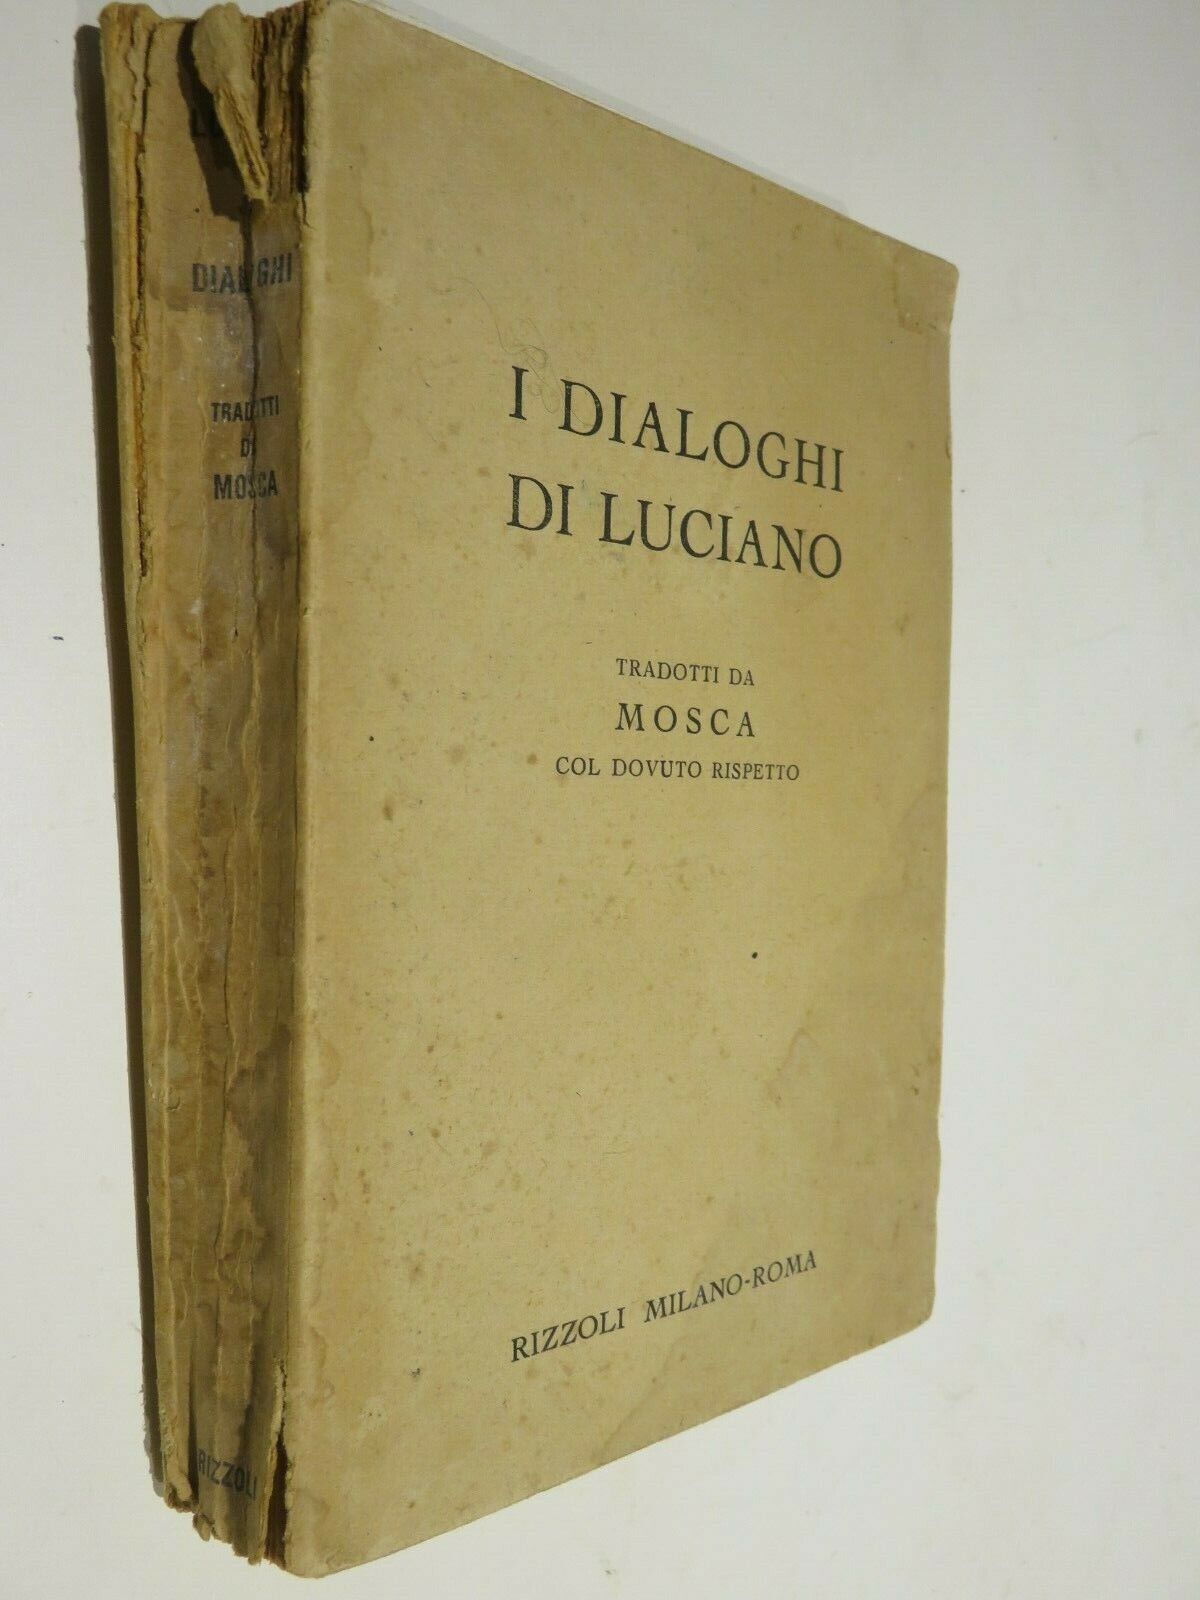 DIALOGHI
TRADOTTI
DI
MOSCA
RIZZOLI
I DIALOGHI
DI LUCIANO
TRADOTTI DA
MOSCA
COL DOVUTO RISPETTO
RIZZOLI MILANO-ROMA